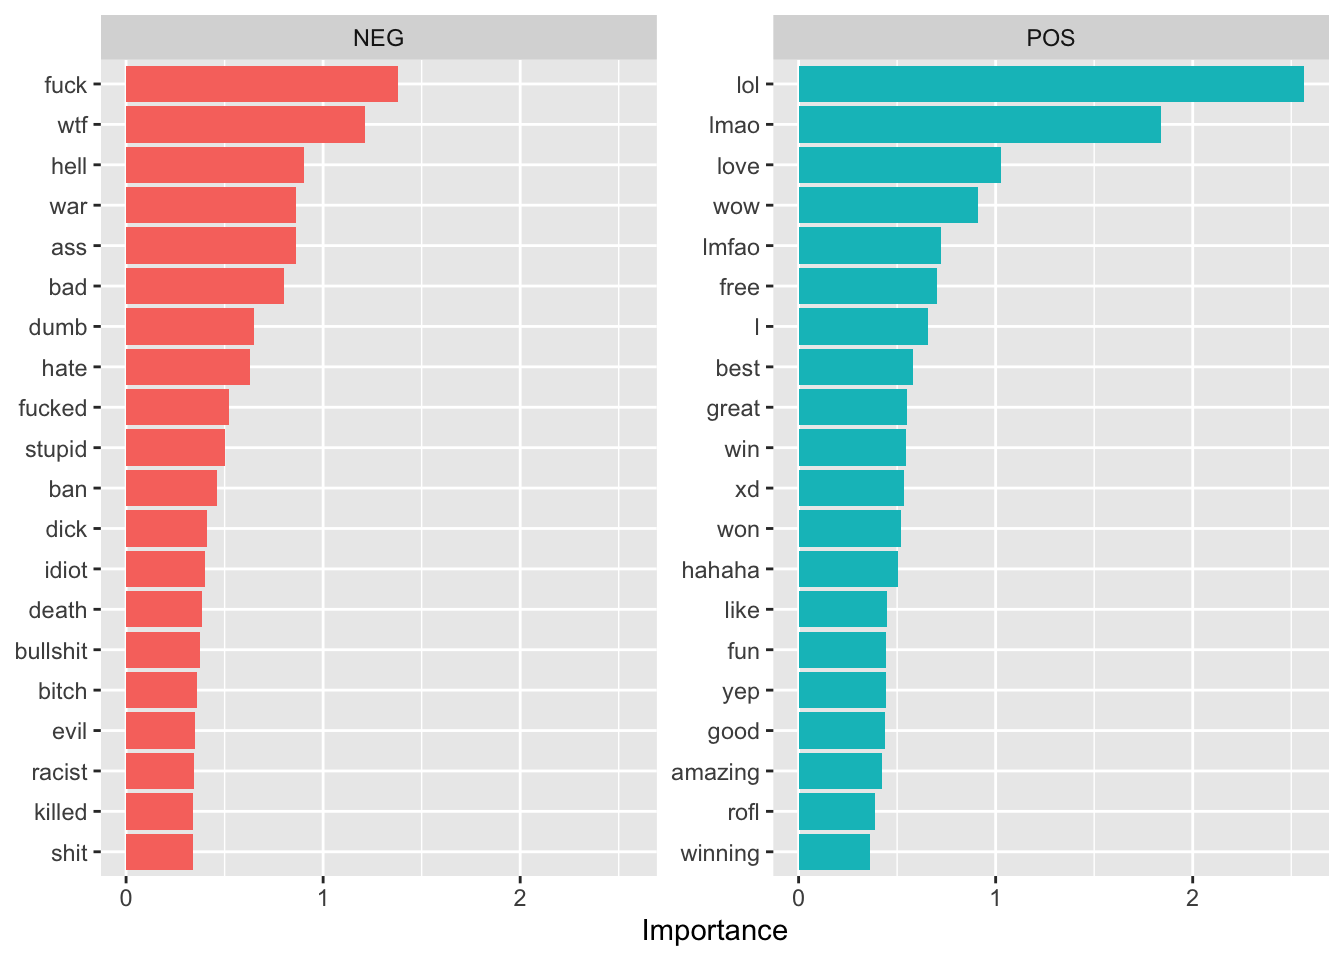 NEG
fuck
wtf
hell
war
ass
bad
dumb
hate
fucked
stupid
ban
dick
idiot
death
bullshit
bitch
evil
racist
killed
shit
0 1 2
POS
lol
lmao
love
wow
lmfao
free
l
best
great
win
xd
won
hahaha
like
fun
yep
good
amazing
rofl
winning
0 1 2
Importance